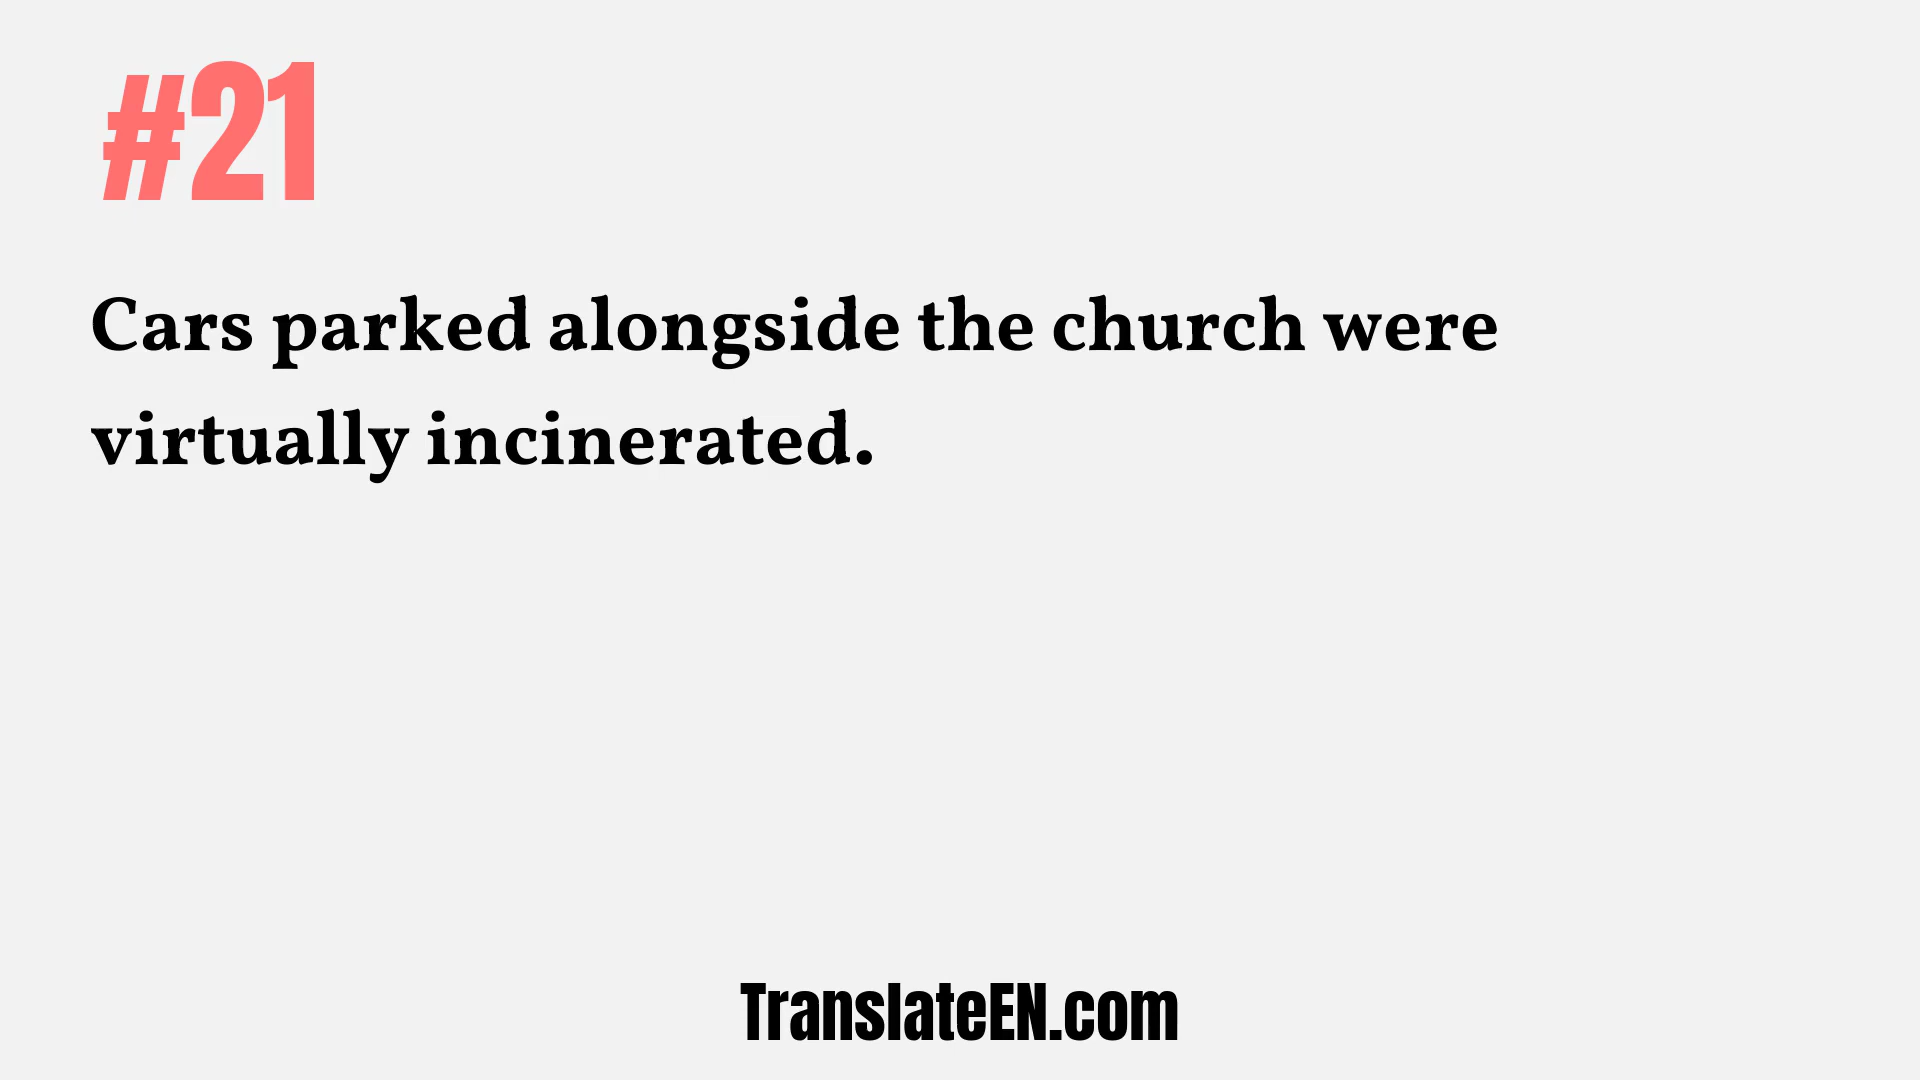 #21
Cars parked alongside the church were
virtually incinerated.
TranslateEN.com